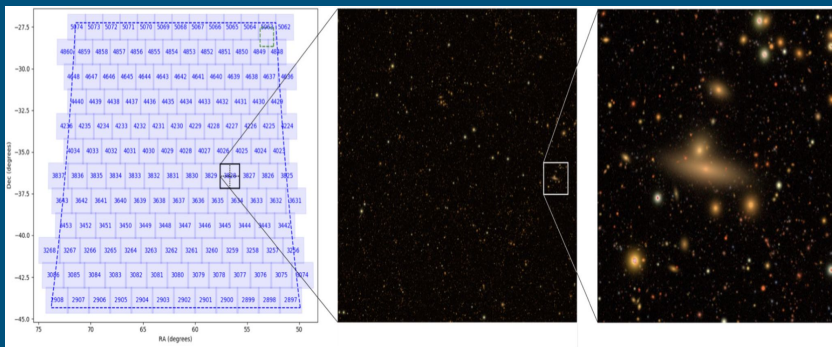 −27.5 5074 5073 5072 5071 5070 5069 5068 5067 5066 5065 5064 5063 5062
4860 4859 4858 4857 4856 4855 4854 4853 4852 4851 4850 4849 4848
−30.0
4648 4647 4646 4645 4644 4643 4642 4641 4640 4639 4638 4637 4636
4440 4439 4438 4437 4436 4435 4434 4433 4432 4431 4430 4429
−32.5
4236 4235 4234 4233 4232 4231 4230 4229 4228 4227 4226 4225 4224
−35.0 4034 4033 4032 4031 4030 4029 4028 4027 4026 4025 4024 4023
Dec (degrees)
3837 3836 3835 3834 3833 3832 3831 3830 3829 3828 3827 3826 3825
−37.5
3643 3642 3641 3640 3639 3638 3637 3636 3635 3634 3633 3632 3631
3453 3452 3451 3450 3449 3448 3447 3446 3445 3444 3443 3442
−40.0
3268 3267 3266 3265 3264 3263 3262 3261 3260 3259 3258 3257 3256
−42.5 3086 3085 3084 3083 3082 3081 3080 3079 3078 3077 3076 3075 3074
2908 2907 2906 2905 2904 2903 2902 2901 2900 2899 2898 2897
−45.0
75 70 65 60 55 50
RA (degrees)